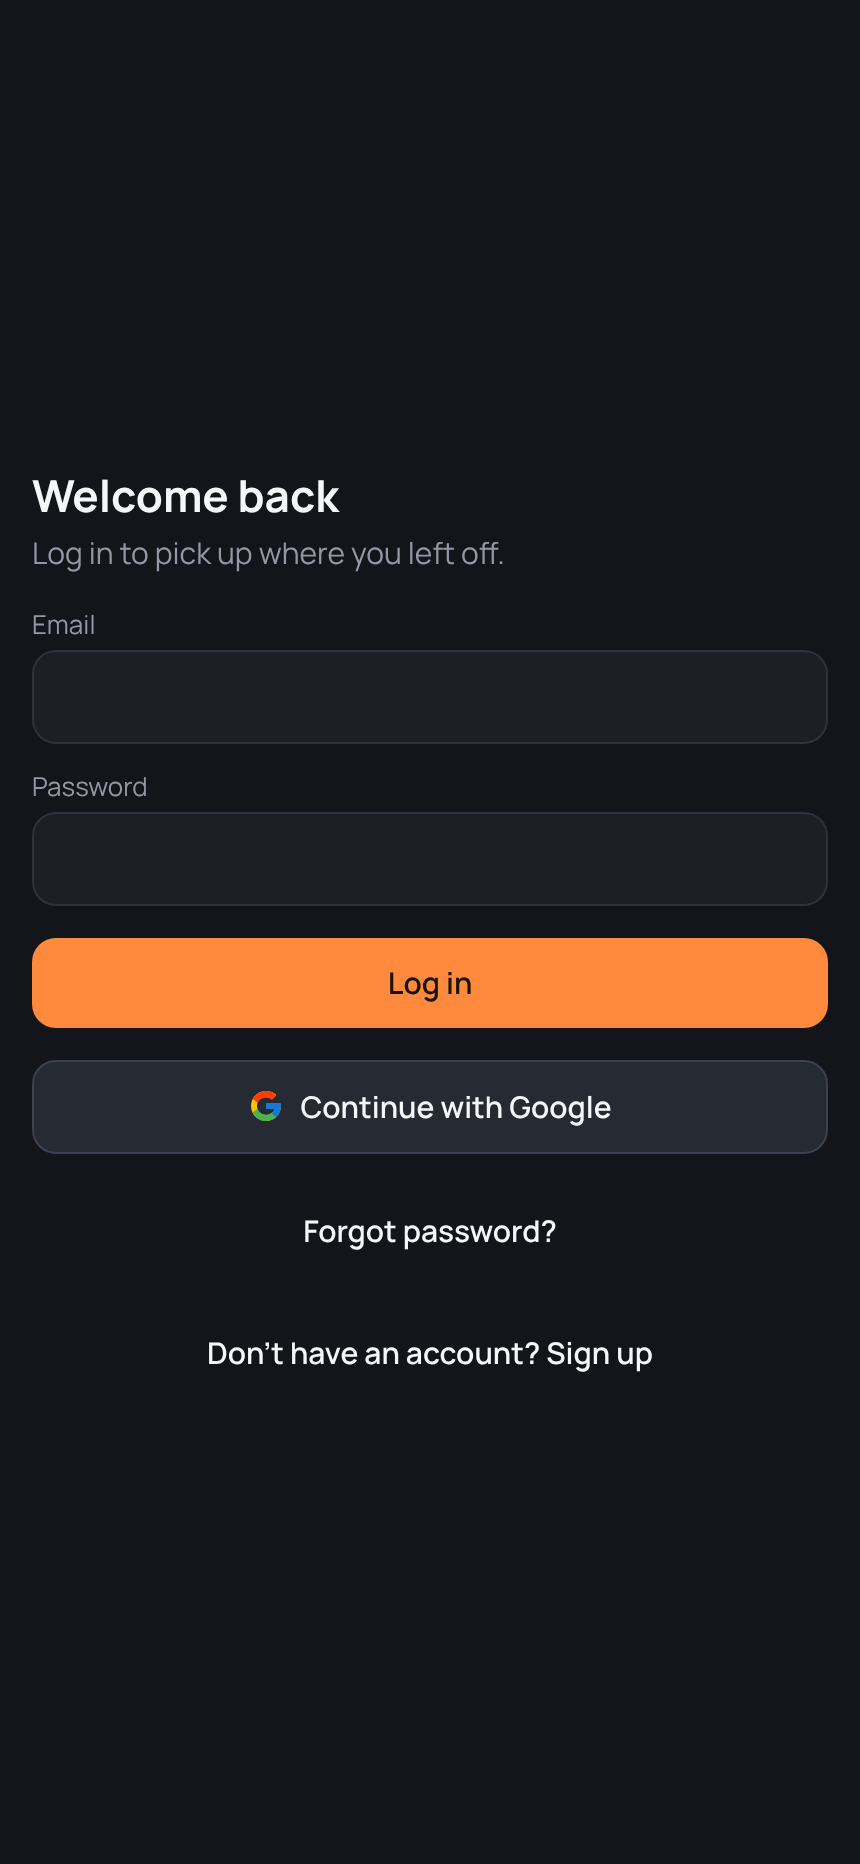 Welcome back
Log in to pick up where you left off.
Email
Password
Log in
Continue with Google
Forgot password?
Don’t have an account? Sign up